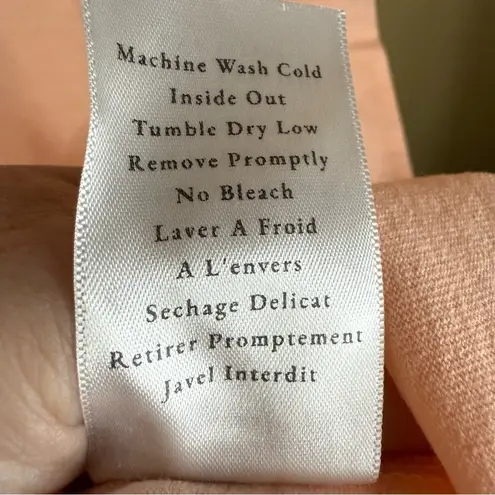 Machine Wash Cold
Inside Out
Tumble Dry Low
Remove Promptly
No Bleach
Laver A Froid
A L'envers
Sechage Delicat
Retirer Promptement
Javel Interdit